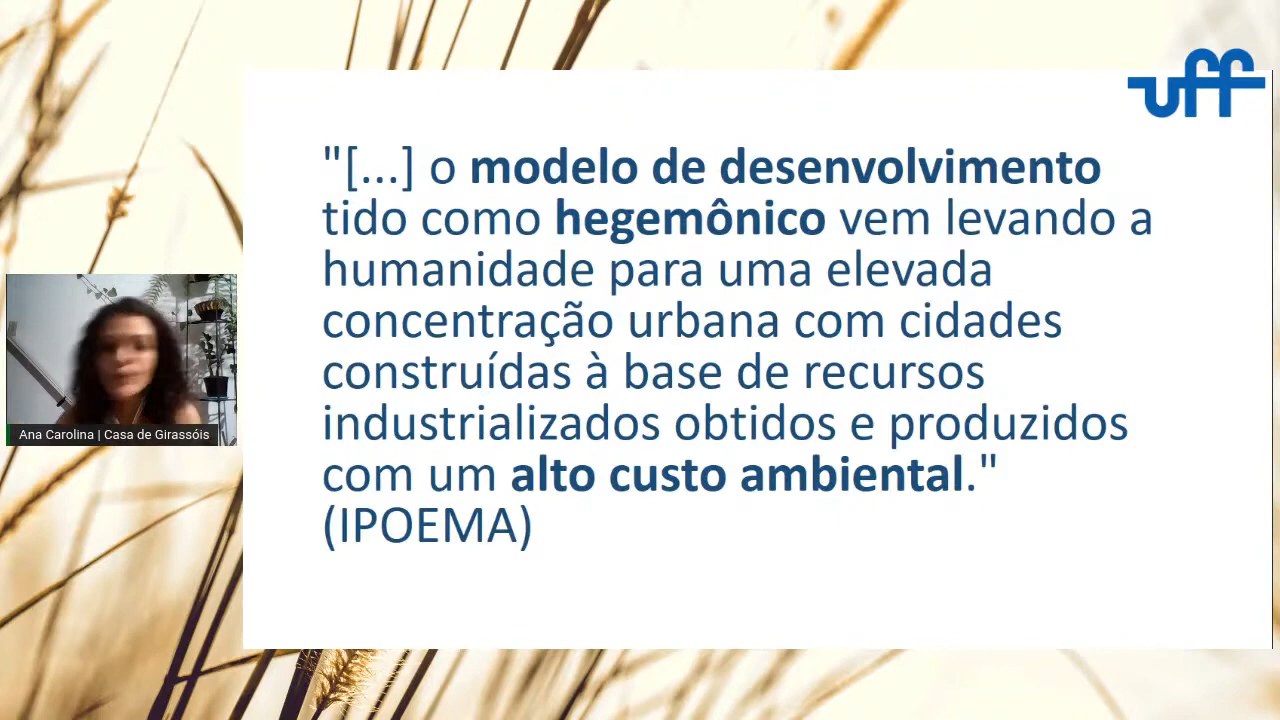 uff
"[...] o modelo de desenvolvimento
tido como hegemônico vem levando a
humanidade para uma elevada
concentração urbana com cidades
construídas à base de recursos
industrializados obtidos e produzidos
com um alto custo ambiental."
(IPOEMA)
Ana Carolina | Casa de Girassóis